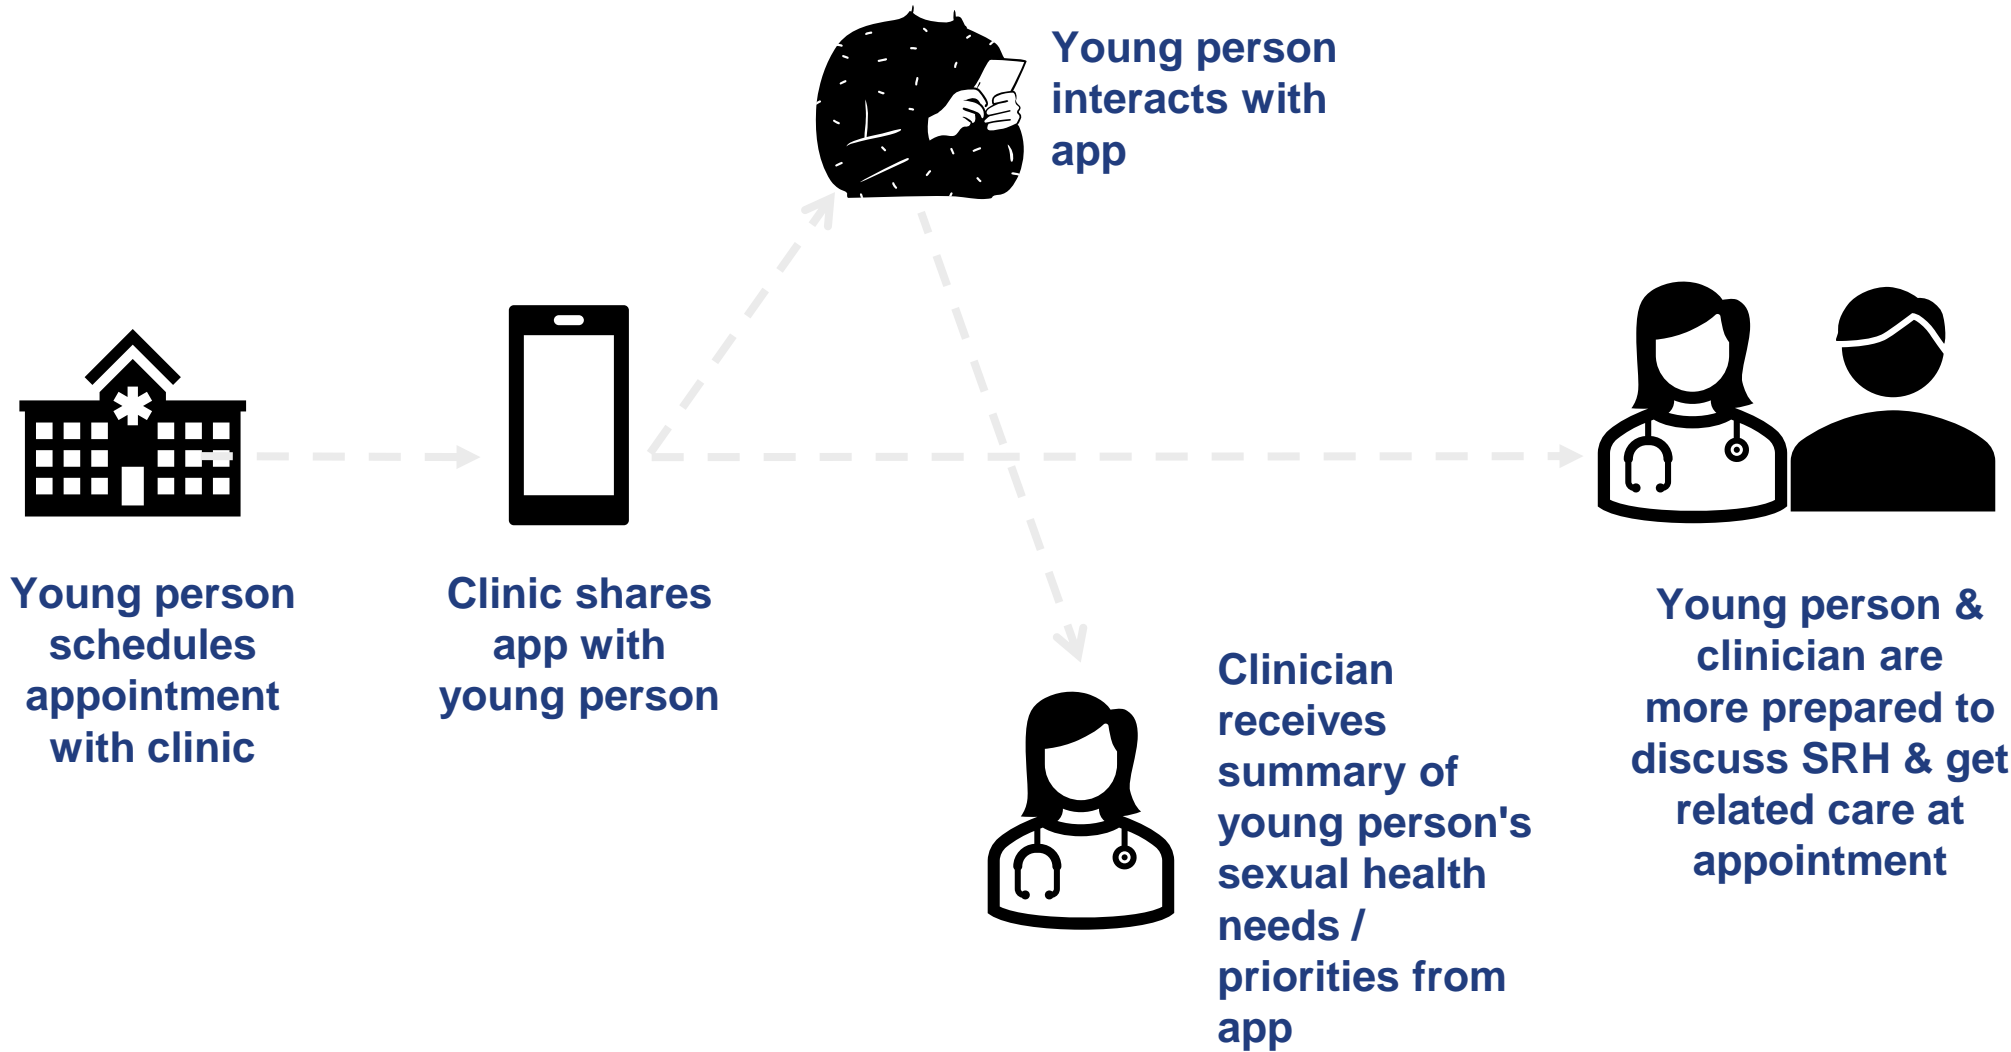 Young person
interacts with
app
Young person
schedules
appointment
with clinic
Clinic shares
app with
young person
Clinician
receives
summary of
young person's
sexual health
needs /
priorities from
app
Young person &
clinician are
more prepared to
discuss SRH & get
related care at
appointment